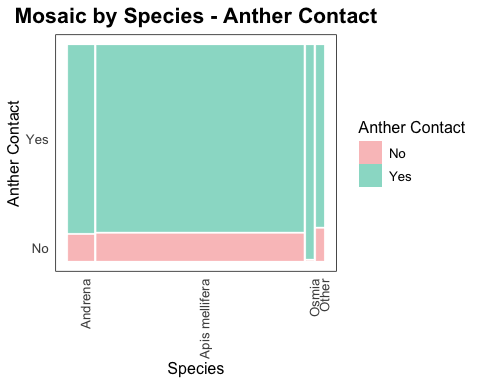 Mosaic by Species - Anther Contact
Anther Contact
Yes
No
Andrena
Apis mellifera
Osmia
Other
Species
Anther Contact
No
Yes